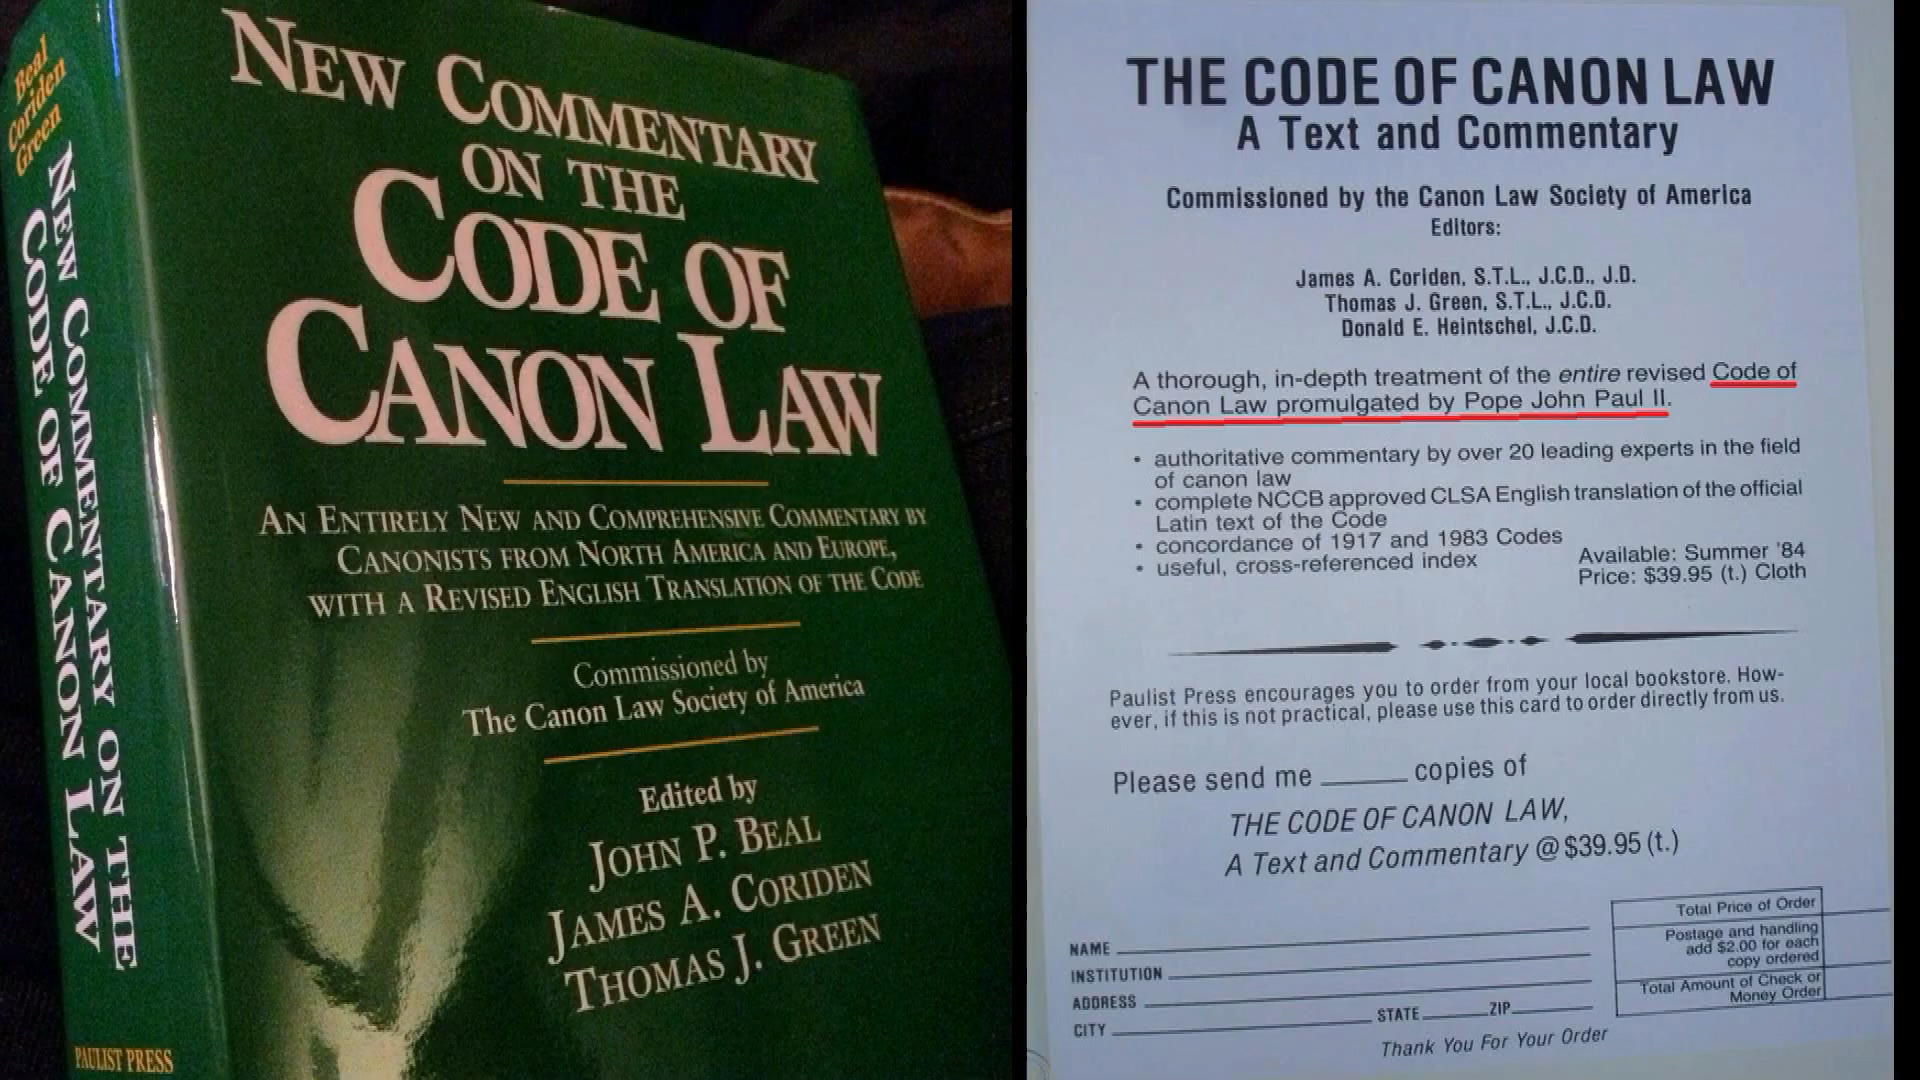 Beal
Coriden
Green
NEW COMMENTARY ON THE
CODE OF CANON LAW
PAULIST PRESS
NEW COMMENTARY
ON THE
CODE OF
CANON LAW
AN ENTIRELY NEW AND COMPREHENSIVE COMMENTARY BY
CANONISTS FROM NORTH AMERICA AND EUROPE,
WITH A REVISED ENGLISH TRANSLATION OF THE CODE
Commissioned by
The Canon Law Society of America
Edited by
JOHN P. BEAL
JAMES A. CORIDEN
THOMAS J. GREEN
THE CODE OF CANON LAW
A Text and Commentary
Commissioned by the Canon Law Society of America
Editors:
James A. Coriden, S.T.L., J.C.D., J.D.
Thomas J. Green, S.T.L., J.C.D.
Donald E. Heintschel, J.C.D.
A thorough, in-depth treatment of the entire revised Code of
Canon Law promulgated by Pope John Paul II.
• authoritative commentary by over 20 leading experts in the field
of canon law
• complete NCCB approved CLSA English translation of the official
Latin text of the Code
• concordance of 1917 and 1983 Codes
• useful, cross-referenced index
Available: Summer '84
Price: $39.95 (t.) Cloth
Paulist Press encourages you to order from your local bookstore. How-
ever, if this is not practical, please use this card to order directly from us.
Please send me ______ copies of
THE CODE OF CANON LAW,
A Text and Commentary @ $39.95 (t.)
NAME
INSTITUTION
ADDRESS
CITY STATE ZIP
Total Price of Order
Postage and handling
add $2.00 for each
copy ordered
Total Amount of Check or
Money Order
Thank You For Your Order